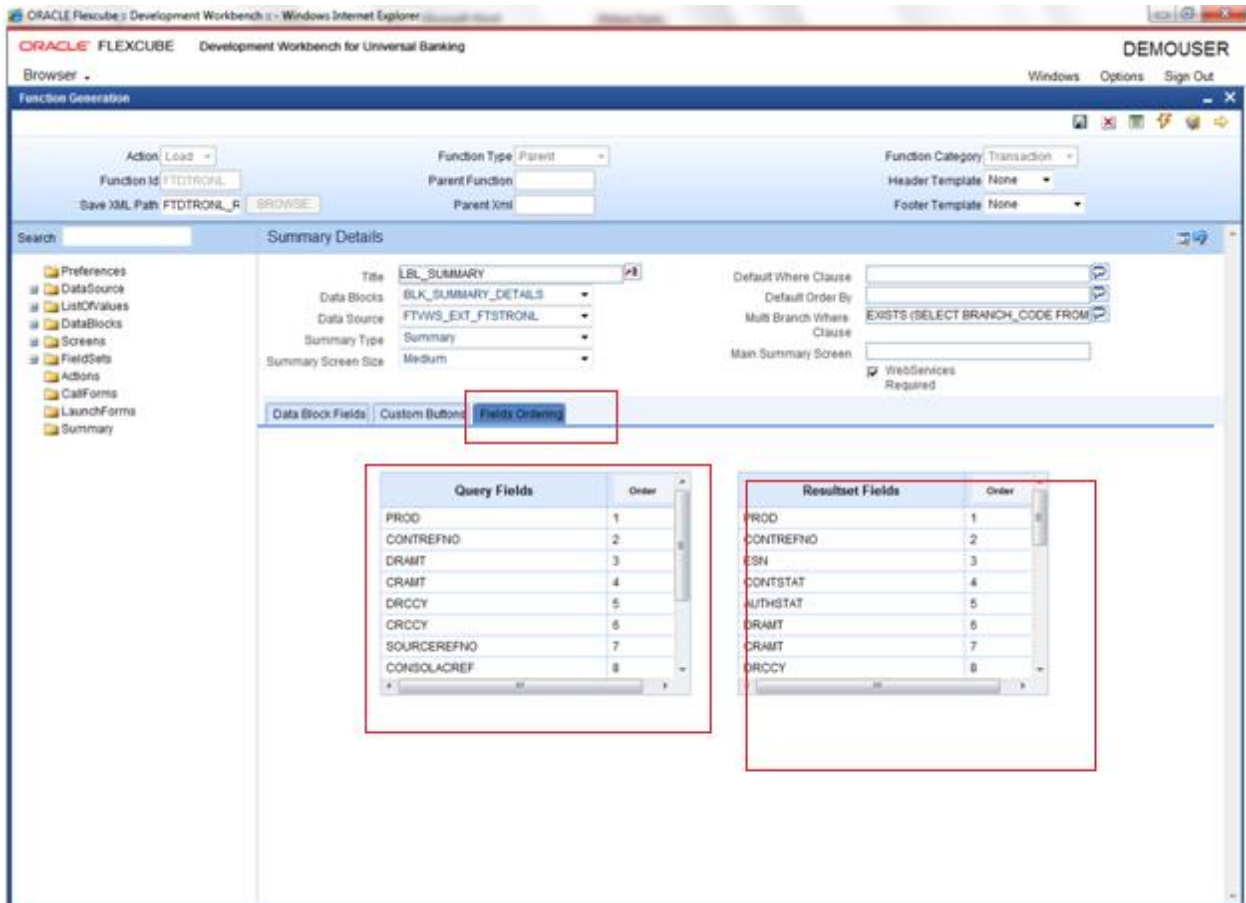 ORACLE Flexcube :: Development Workbench :: - Windows Internet Explorer
ORACLE FLEXCUBE Development Workbench for Universal Banking DEMOUSER
Browser Windows Options Sign Out
Function Generation
Action Load Function Type Parent Function Category Transaction
Function Id FTDTRONL Parent Function Header Template None
Save XML Path FTDTRONL_R BROWSE Parent Xml Footer Template None
Search Summary Details
Preferences
DataSource
ListOfValues
DataBlocks
Screens
FieldSets
Actions
CallForms
LaunchForms
Summary
Title LBL_SUMMARY
Data Blocks BLK_SUMMARY_DETAILS
Data Source FTVWS_EXT_FTSTRONL
Summary Type Summary
Summary Screen Size Medium
Default Where Clause
Default Order By
Multi Branch Where Clause EXISTS (SELECT BRANCH_CODE FROM
Main Summary Screen
WebServices Required
Data Block Fields Custom Buttons Fields Ordering
Query Fields Order
PROD 1
CONTREFNO 2
DRAMT 3
CRAMT 4
DRCCY 5
CRCCY 6
SOURCEREFNO 7
CONSOLACREF 8
Resultset Fields Order
PROD 1
CONTREFNO 2
ESN 3
CONTSTAT 4
AUTHSTAT 5
DRAMT 6
CRAMT 7
DRCCY 8